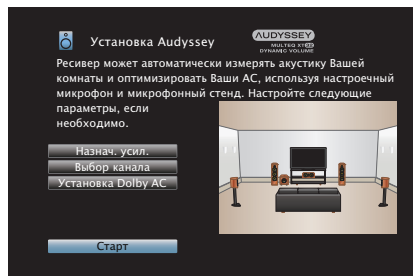 Установка Audyssey
AUDYSSEY
MULTEQ XT32
DYNAMIC VOLUME
Ресивер может автоматически измерять акустику Вашей
комнаты и оптимизировать Ваши АС, используя настроечный
микрофон и микрофонный стенд. Настройте следующие
параметры, если
необходимо.
Назнач. усил.
Выбор канала
Установка Dolby АС
Старт